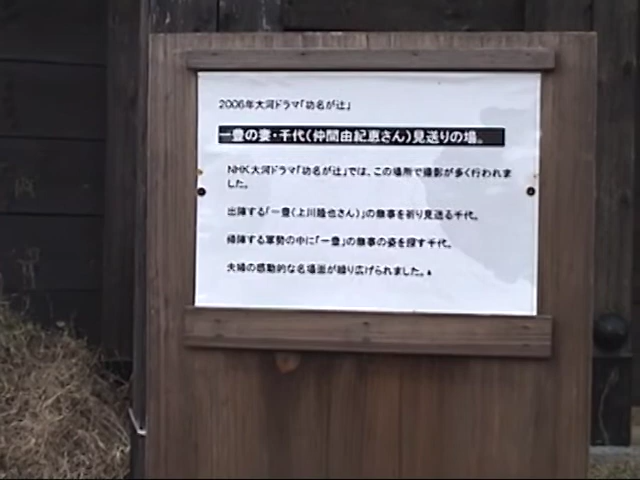 2006年大河ドラマ「功名が辻」
一豊の妻・千代（仲間由紀恵さん）見送りの場。
NHK大河ドラマ「功名が辻」では、この場所で撮影が多く行われま
した。
出陣する「一豊（上川隆也さん）」の無事を祈り見送る千代。
帰陣する軍勢の中に「一豊」の無事の姿を探す千代。
夫婦の感動的な名場面が繰り広げられました。